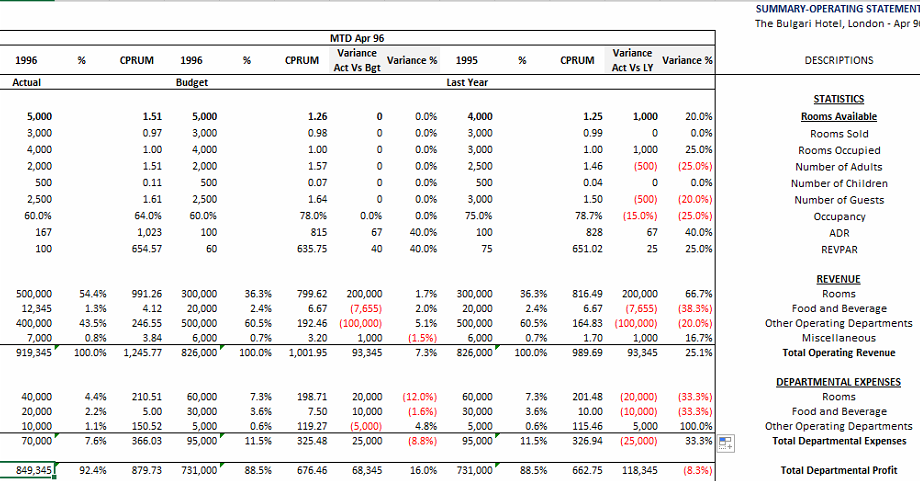 SUMMARY-OPERATING STATEMENT
The Bulgari Hotel, London - Apr 9
MTD Apr 96
1996 % CPRUM 1996 % CPRUM Variance Act Vs Bgt Variance % 1995 % CPRUM Variance Act Vs LY Variance % DESCRIPTIONS
Actual Budget Last Year
STATISTICS
5,000 1.51 5,000 1.26 0 0.0% 4,000 1.25 1,000 20.0% Rooms Available
3,000 0.97 3,000 0.98 0 0.0% 3,000 0.99 0 0.0% Rooms Sold
4,000 1.00 4,000 1.00 0 0.0% 3,000 1.00 1,000 25.0% Rooms Occupied
2,000 1.51 2,000 1.57 0 0.0% 2,500 1.46 (500) (25.0%) Number of Adults
500 0.11 500 0.07 0 0.0% 500 0.04 0 0.0% Number of Children
2,500 1.61 2,500 1.64 0 0.0% 3,000 1.50 (500) (20.0%) Number of Guests
60.0% 64.0% 60.0% 78.0% 0.0% 0.0% 75.0% 78.7% (15.0%) (25.0%) Occupancy
167 1,023 100 815 67 40.0% 100 828 67 40.0% ADR
100 654.57 60 635.75 40 40.0% 75 651.02 25 25.0% REVPAR
REVENUE
500,000 54.4% 991.26 300,000 36.3% 799.62 200,000 1.7% 300,000 36.3% 816.49 200,000 66.7% Rooms
12,345 1.3% 4.12 20,000 2.4% 6.67 (7,655) 2.0% 20,000 2.4% 6.67 (7,655) (38.3%) Food and Beverage
400,000 43.5% 246.55 500,000 60.5% 192.46 (100,000) 5.1% 500,000 60.5% 164.83 (100,000) (20.0%) Other Operating Departments
7,000 0.8% 3.84 6,000 0.7% 3.20 1,000 (1.5%) 6,000 0.7% 1.70 1,000 16.7% Miscellaneous
919,345 100.0% 1,245.77 826,000 100.0% 1,001.95 93,345 7.3% 826,000 100.0% 989.69 93,345 25.1% Total Operating Revenue
DEPARTMENTAL EXPENSES
40,000 4.4% 210.51 60,000 7.3% 198.71 20,000 (12.0%) 60,000 7.3% 201.48 (20,000) (33.3%) Rooms
20,000 2.2% 5.00 30,000 3.6% 7.50 10,000 (1.6%) 30,000 3.6% 10.00 (10,000) (33.3%) Food and Beverage
10,000 1.1% 150.52 5,000 0.6% 119.27 (5,000) 4.8% 5,000 0.6% 115.46 5,000 100.0% Other Operating Departments
70,000 7.6% 366.03 95,000 11.5% 325.48 25,000 (8.8%) 95,000 11.5% 326.94 (25,000) 33.3% Total Departmental Expenses
849,345 92.4% 879.73 731,000 88.5% 676.46 68,345 16.0% 731,000 88.5% 662.75 118,345 (8.3%) Total Departmental Profit